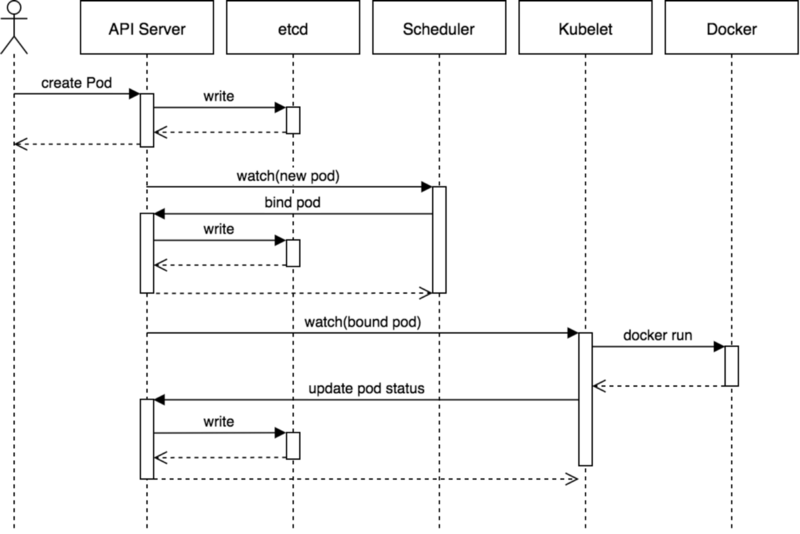 API Server
etcd
Scheduler
Kubelet
Docker
create Pod
write
watch(new pod)
bind pod
write
watch(bound pod)
docker run
update pod status
write